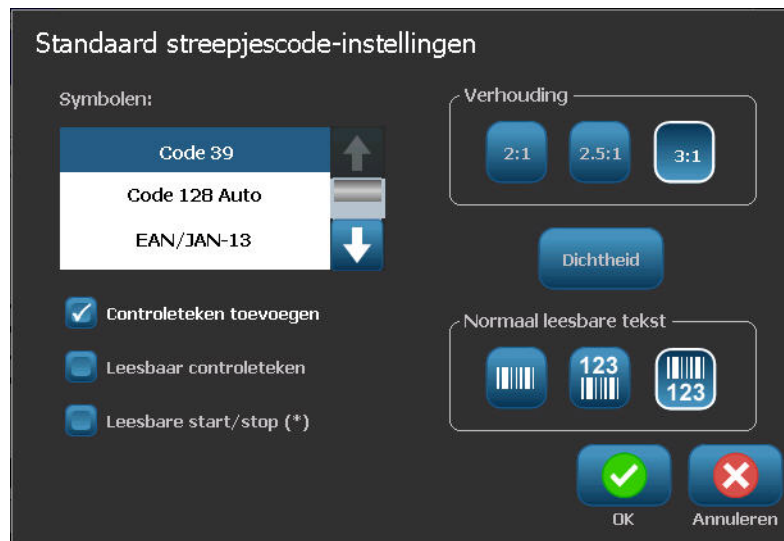 Standaard streepjescode-instellingen
Symbolen:
Code 39
Code 128 Auto
EAN/JAN-13
Controleteken toevoegen
Leesbaar controleteken
Leesbare start/stop (*)
Verhouding
2:1
2.5:1
3:1
Dichtheid
Normaal leesbare tekst
123
123
OK
Annuleren